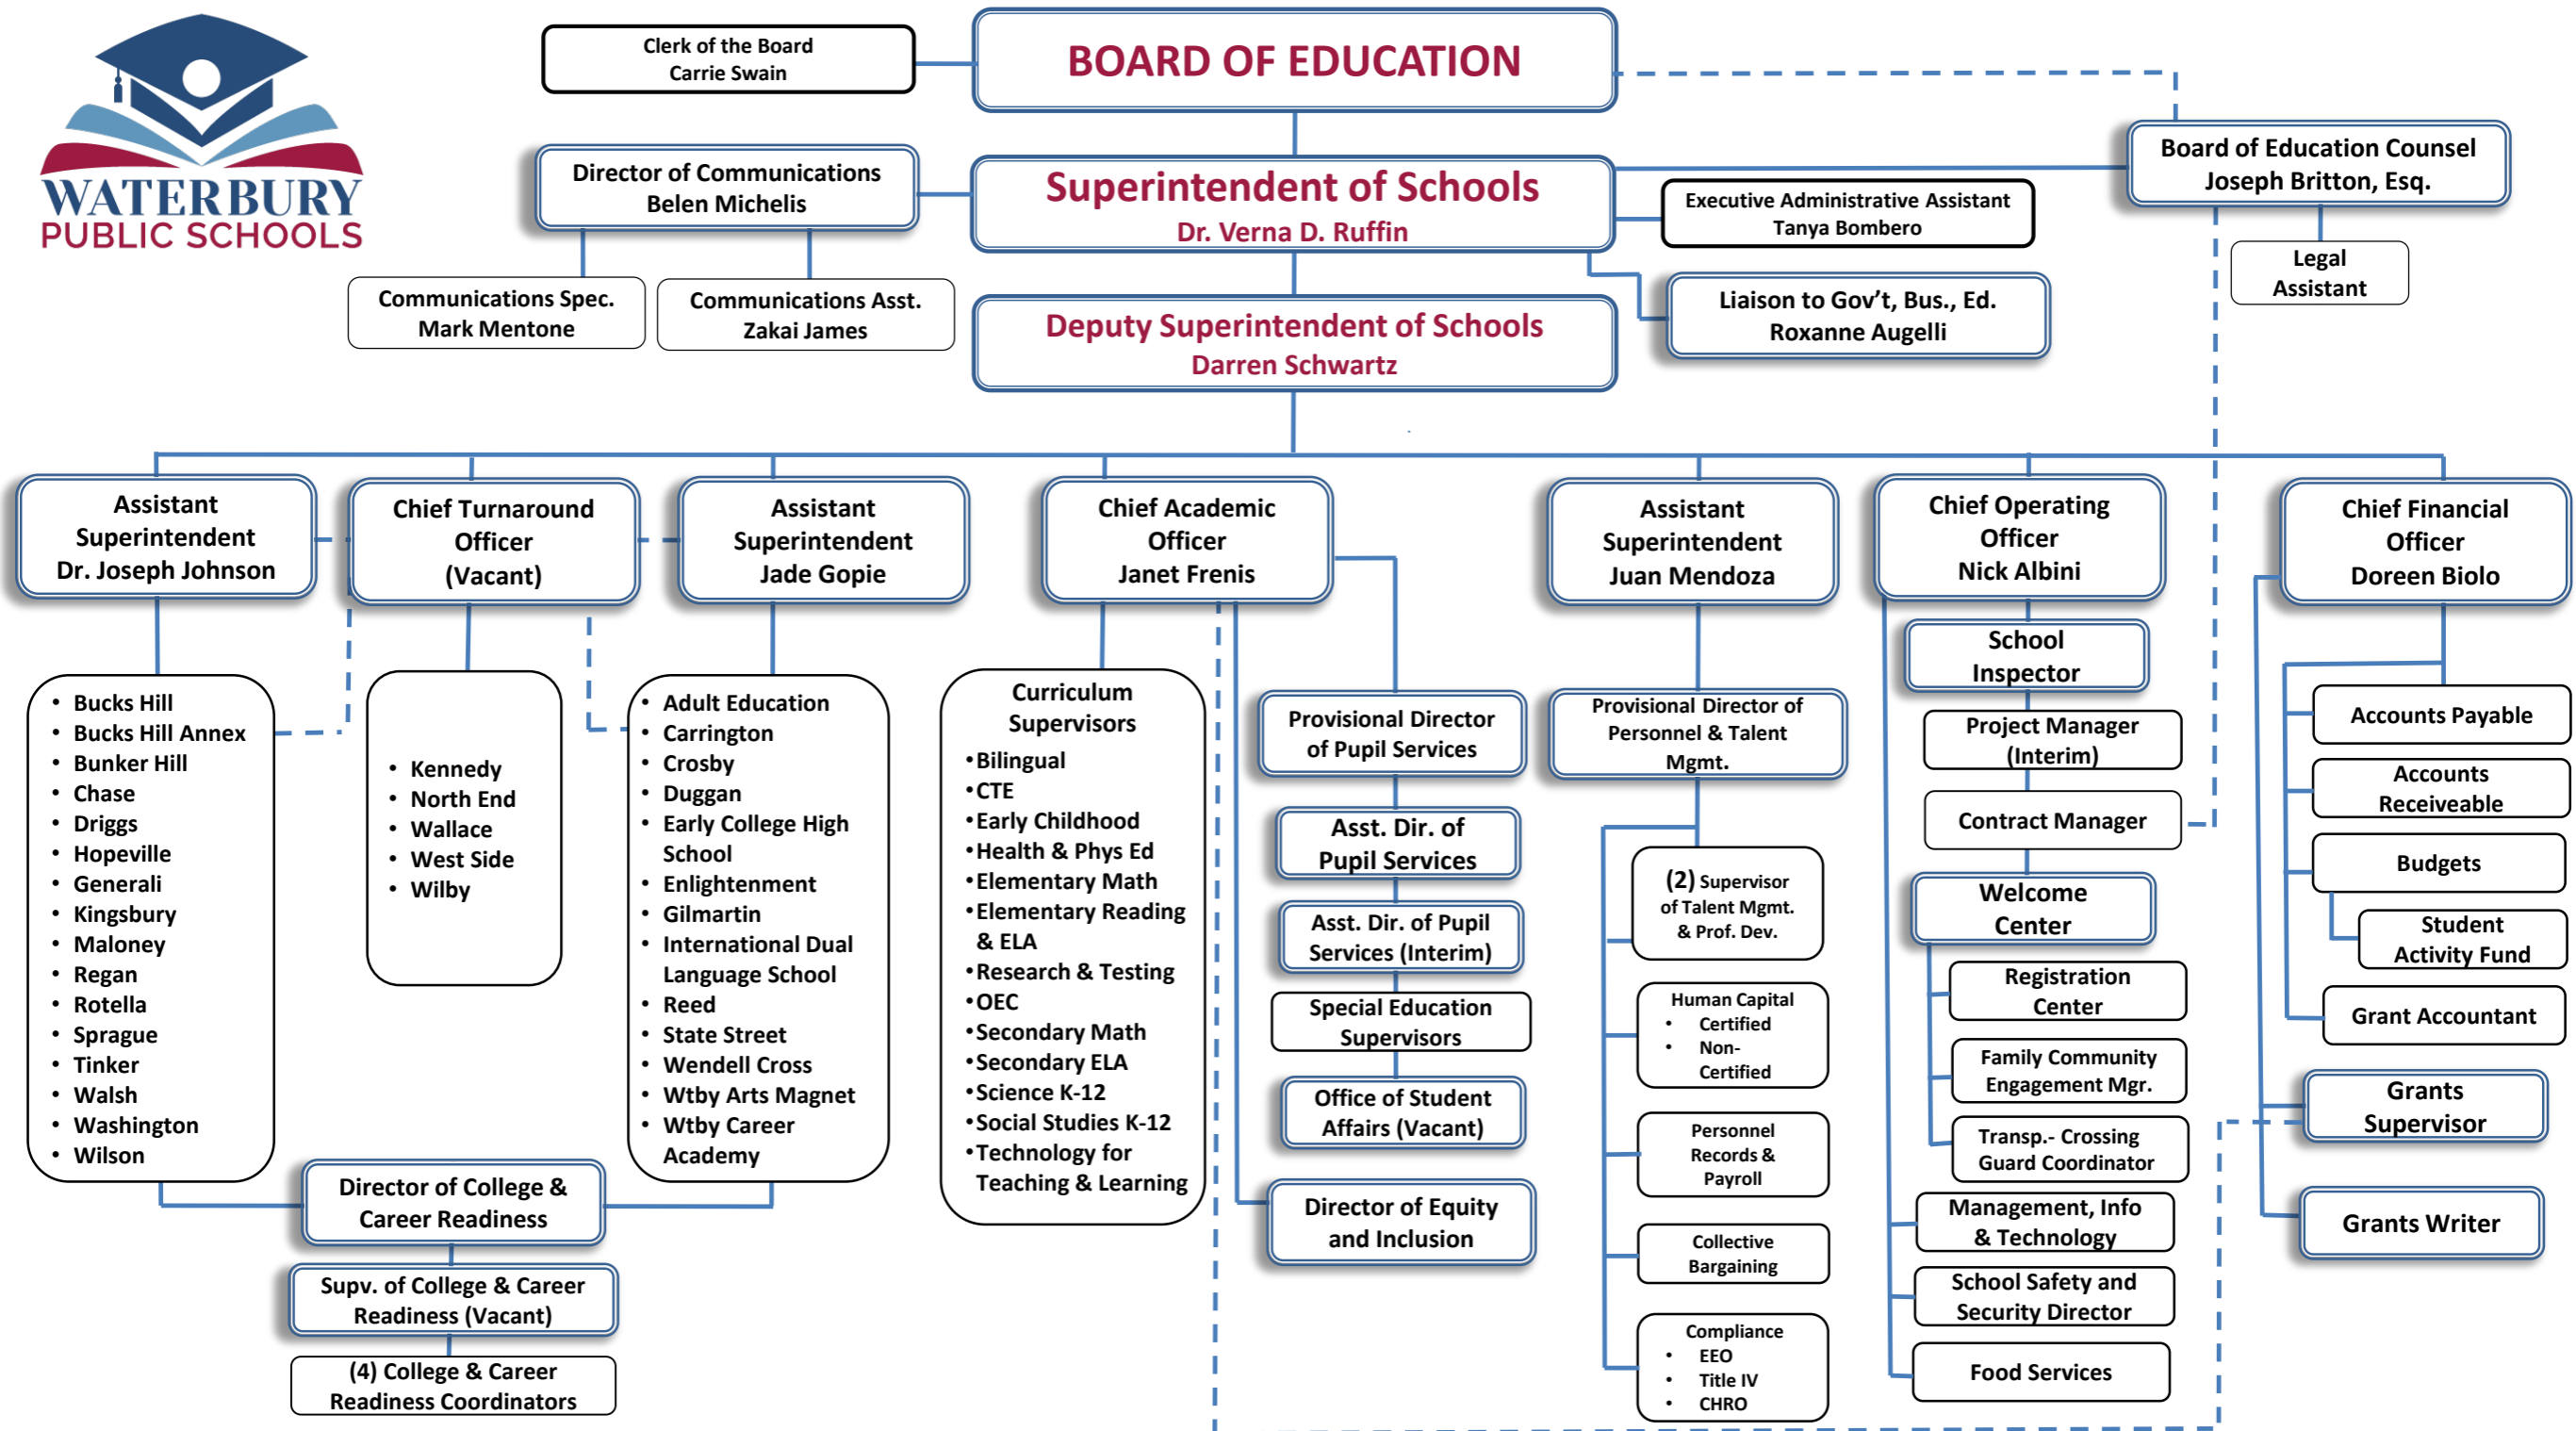 WATERBURY
PUBLIC SCHOOLS
Clerk of the Board
Carrie Swain
BOARD OF EDUCATION
Director of Communications
Belen Michelis
Superintendent of Schools
Dr. Verna D. Ruffin
Executive Administrative Assistant
Tanya Bombero
Board of Education Counsel
Joseph Britton, Esq.
Legal
Assistant
Communications Spec.
Mark Mentone
Communications Asst.
Zakai James
Deputy Superintendent of Schools
Darren Schwartz
Liaison to Gov’t, Bus., Ed.
Roxanne Augelli
Assistant
Superintendent
Dr. Joseph Johnson
Chief Turnaround
Officer
(Vacant)
Assistant
Superintendent
Jade Gopie
Chief Academic
Officer
Janet Frenis
Assistant
Superintendent
Juan Mendoza
Chief Operating
Officer
Nick Albini
Chief Financial
Officer
Doreen Biolo
• Bucks Hill
• Bucks Hill Annex
• Bunker Hill
• Chase
• Driggs
• Hopeville
• Generali
• Kingsbury
• Maloney
• Regan
• Rotella
• Sprague
• Tinker
• Walsh
• Washington
• Wilson
• Kennedy
• North End
• Wallace
• West Side
• Wilby
• Adult Education
• Carrington
• Crosby
• Duggan
• Early College High
School
• Enlightenment
• Gilmartin
• International Dual
Language School
• Reed
• State Street
• Wendell Cross
• Wtby Arts Magnet
• Wtby Career
Academy
Director of College &
Career Readiness
Supv. of College & Career
Readiness (Vacant)
(4) College & Career
Readiness Coordinators
Curriculum
Supervisors
•Bilingual
•CTE
•Early Childhood
•Health & Phys Ed
•Elementary Math
•Elementary Reading
& ELA
•Research & Testing
•OEC
•Secondary Math
•Secondary ELA
•Science K-12
•Social Studies K-12
•Technology for
Teaching & Learning
Provisional Director
of Pupil Services
Asst. Dir. of
Pupil Services
Asst. Dir. of Pupil
Services (Interim)
Special Education
Supervisors
Office of Student
Affairs (Vacant)
Director of Equity
and Inclusion
Provisional Director of
Personnel & Talent
Mgmt.
(2) Supervisor
of Talent Mgmt.
& Prof. Dev.
Human Capital
• Certified
• Non-
Certified
Personnel
Records &
Payroll
Collective
Bargaining
Compliance
• EEO
• Title IV
• CHRO
School
Inspector
Project Manager
(Interim)
Contract Manager
Welcome
Center
Registration
Center
Family Community
Engagement Mgr.
Transp.- Crossing
Guard Coordinator
Management, Info
& Technology
School Safety and
Security Director
Food Services
Accounts Payable
Accounts
Receiveable
Budgets
Student
Activity Fund
Grant Accountant
Grants
Supervisor
Grants Writer